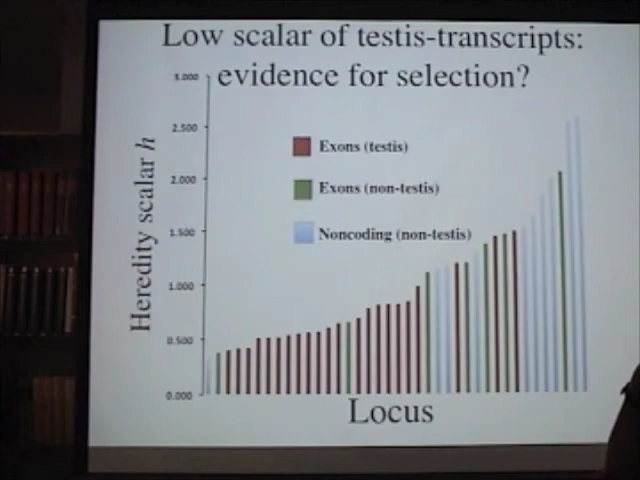 Low scalar of testis-transcripts:
evidence for selection?
3.000
2.500
2.000
1.500
1.000
0.500
0.000
Heredity scalar h
Exons (testis)
Exons (non-testis)
Noncoding (non-testis)
Locus